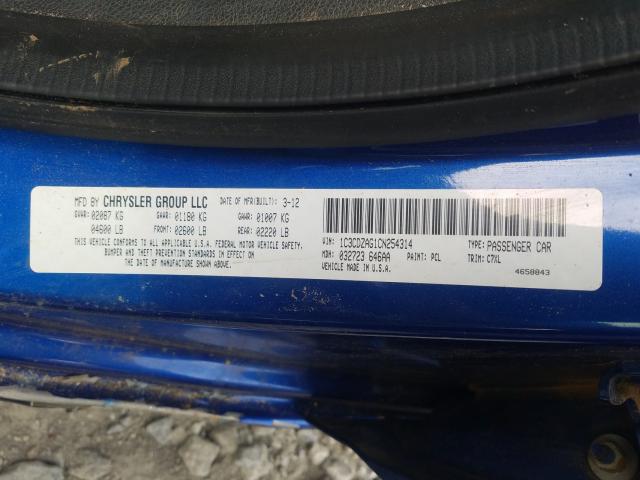 MFD BY CHRYSLER GROUP LLC DATE OF MFR(BUILT): 3-12
GVWR: 02087 KG GAWR: 01180 KG GAWR: 01007 KG
04600 LB FRONT: 02600 LB REAR: 02220 LB
THIS VEHICLE CONFORMS TO ALL APPLICABLE U.S.A. FEDERAL MOTOR VEHICLE SAFETY,
BUMPER AND THEFT PREVENTION STANDARDS IN EFFECT ON
THE DATE OF MANUFACTURE SHOWN ABOVE.
VIN: 1C3CDZAG1CN254314 TYPE: PASSENGER CAR
MDH: 032723 646AA PAINT: PCL TRIM: C7XL
VEHICLE MADE IN U.S.A.
4658843